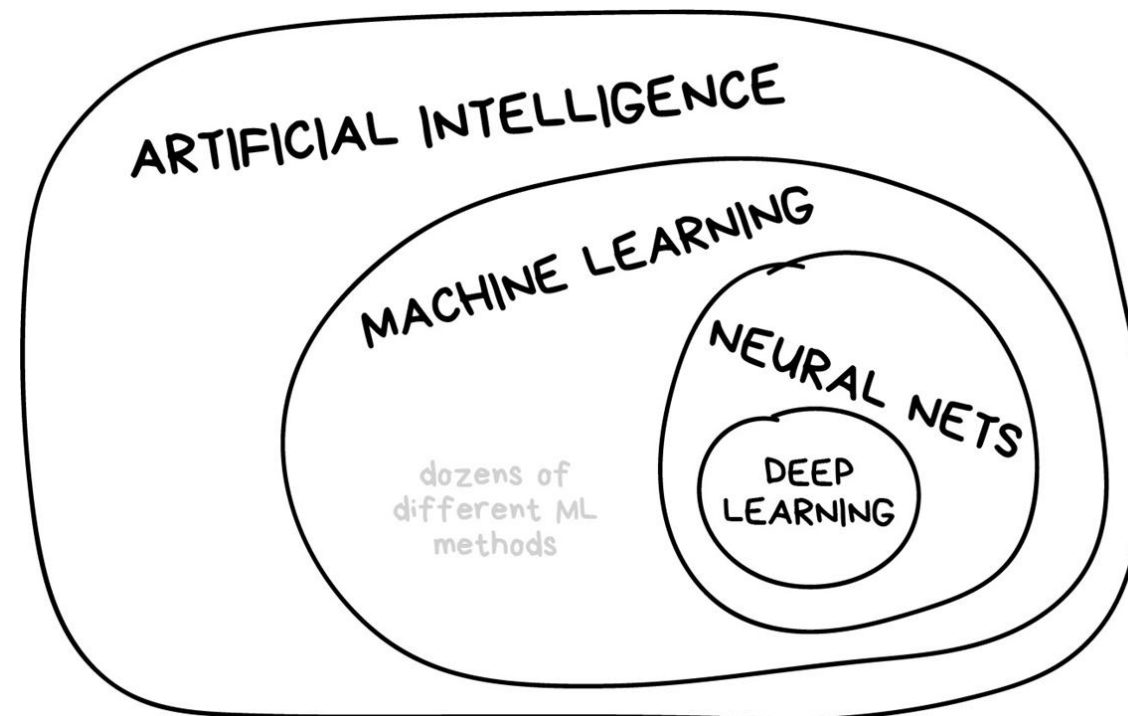 ARTIFICIAL INTELLIGENCE
MACHINE LEARNING
NEURAL NETS
DEEP
LEARNING
dozens of
different ML
methods